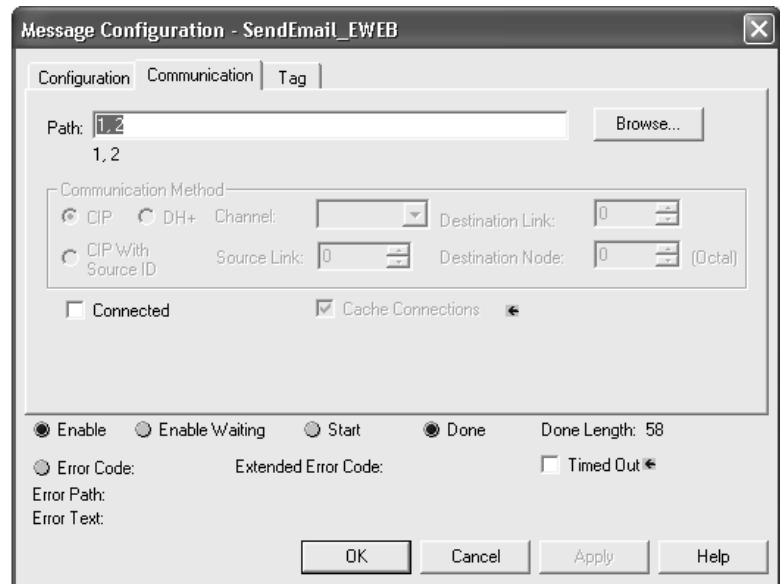 Message Configuration - SendEmail_EWEB
Configuration Communication Tag
Path: 1, 2 Browse...
1, 2
Communication Method
CIP DH+ Channel: Destination Link: 0
CIP With Source ID Source Link: 0 Destination Node: 0 (Octal)
Connected Cache Connections
Enable Enable Waiting Start Done Done Length: 58
Error Code: Extended Error Code: Timed Out
Error Path:
Error Text:
OK Cancel Apply Help